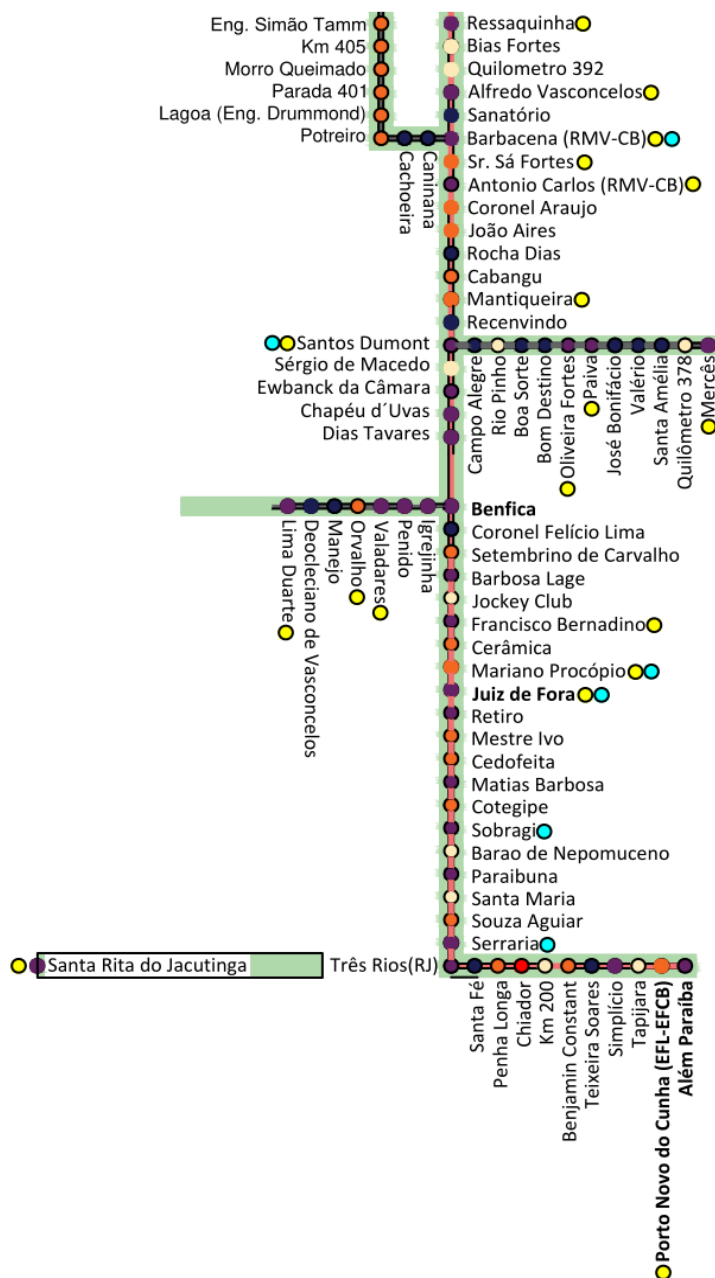 Eng. Simão Tamm
Km 405
Morro Queimado
Parada 401
Lagoa (Eng. Drummond)
Potreiro
Cachoeira
Caninana
Ressaquinha
Bias Fortes
Quilometro 392
Alfredo Vasconcelos
Sanatório
Barbacena (RMV-CB)
Sr. Sá Fortes
Antonio Carlos (RMV-CB)
Coronel Araujo
João Aires
Rocha Dias
Cabangu
Mantiqueira
Recenvindo
Santos Dumont
Sérgio de Macedo
Ewbanck da Câmara
Chapéu d´Uvas
Dias Tavares
Campo Alegre
Rio Pinho
Boa Sorte
Bom Destino
Oliveira Fortes
Paiva
José Bonifácio
Valério
Santa Amélia
Quilômetro 378
Mercês
Lima Duarte
Deocleciano de Vasconcelos
Manejo
Orvalho
Valadares
Penido
Igrejinha
Benfica
Coronel Felício Lima
Setembrino de Carvalho
Barbosa Lage
Jockey Club
Francisco Bernadino
Cerâmica
Mariano Procópio
Juiz de Fora
Retiro
Mestre Ivo
Cedofeita
Matias Barbosa
Cotegipe
Sobragi
Barao de Nepomuceno
Paraibuna
Santa Maria
Souza Aguiar
Serraria
Santa Rita do Jacutinga
Três Rios(RJ)
Santa Fé
Penha Longa
Chiador
Km 200
Benjamin Constant
Teixeira Soares
Simplício
Tapijara
Porto Novo do Cunha (EFL-EFCB)
Além Paraíba